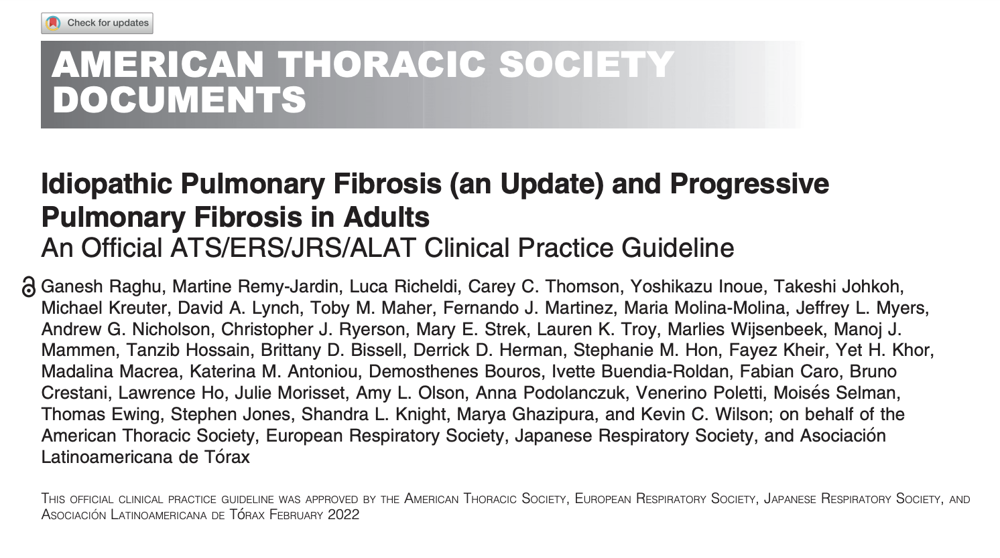 Check for updates
AMERICAN THORACIC SOCIETY
DOCUMENTS
Idiopathic Pulmonary Fibrosis (an Update) and Progressive
Pulmonary Fibrosis in Adults
An Official ATS/ERS/JRS/ALAT Clinical Practice Guideline
Ganesh Raghu, Martine Remy-Jardin, Luca Richeldi, Carey C. Thomson, Yoshikazu Inoue, Takeshi Johkoh,
Michael Kreuter, David A. Lynch, Toby M. Maher, Fernando J. Martinez, Maria Molina-Molina, Jeffrey L. Myers,
Andrew G. Nicholson, Christopher J. Ryerson, Mary E. Strek, Lauren K. Troy, Marlies Wijsenbeek, Manoj J.
Mammen, Tanzib Hossain, Brittany D. Bissell, Derrick D. Herman, Stephanie M. Hon, Fayez Kheir, Yet H. Khor,
Madalina Macrea, Katerina M. Antoniou, Demosthenes Bouros, Ivette Buendia-Roldan, Fabian Caro, Bruno
Crestani, Lawrence Ho, Julie Morisset, Amy L. Olson, Anna Podolanczuk, Venerino Poletti, Moisés Selman,
Thomas Ewing, Stephen Jones, Shandra L. Knight, Marya Ghazipura, and Kevin C. Wilson; on behalf of the
American Thoracic Society, European Respiratory Society, Japanese Respiratory Society, and Asociación
Latinoamericana de Tórax
This official clinical practice guideline was approved by the American Thoracic Society, European Respiratory Society, Japanese Respiratory Society, and
Asociación Latinoamericana de Tórax February 2022